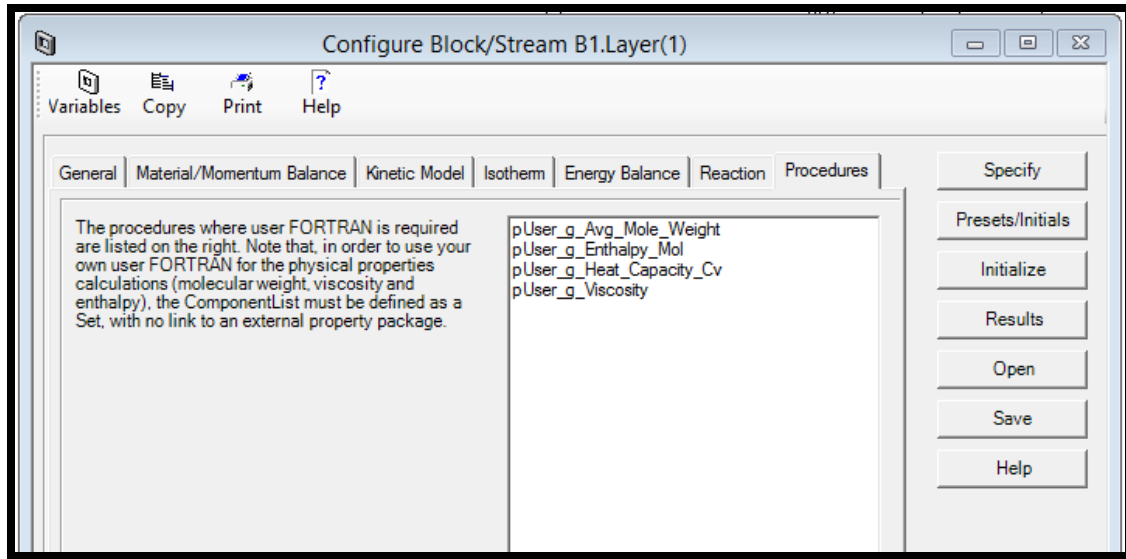 Configure Block/Stream B1.Layer(1)
Variables Copy Print Help
General Material/Momentum Balance Kinetic Model Isotherm Energy Balance Reaction Procedures
The procedures where user FORTRAN is required
are listed on the right. Note that, in order to use your
own user FORTRAN for the physical properties
calculations (molecular weight, viscosity and
enthalpy), the ComponentList must be defined as a
Set, with no link to an external property package.
pUser_g_Avg_Mole_Weight
pUser_g_Enthalpy_Mol
pUser_g_Heat_Capacity_Cv
pUser_g_Viscosity
Specify
Presets/Initials
Initialize
Results
Open
Save
Help